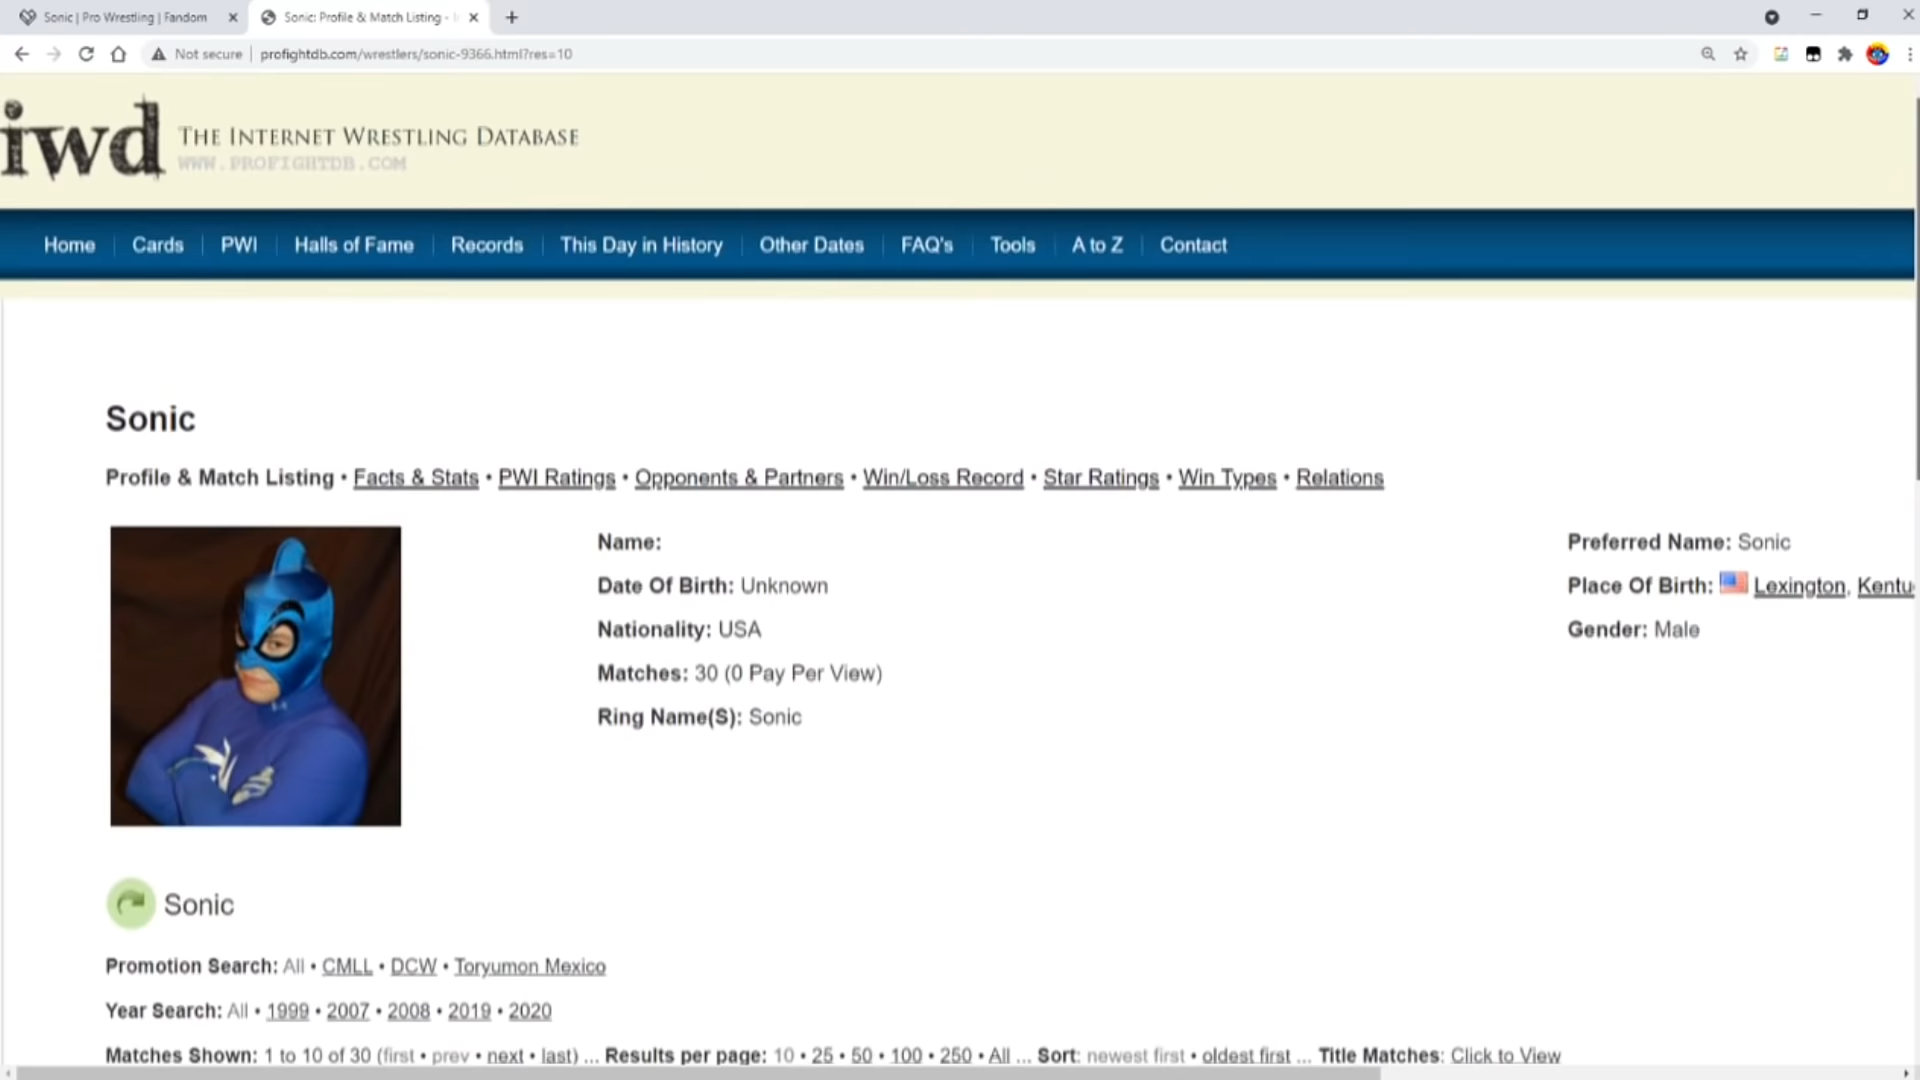 Sonic | Pro Wrestling | Fandom
Sonic: Profile & Match Listing -
Not secure
profightdb.com/wrestlers/sonic-9366.html?res=10
iwd THE INTERNET WRESTLING DATABASE
WWW.PROFIGHTDB.COM
Home Cards PWI Halls of Fame Records This Day in History Other Dates FAQ's Tools A to Z Contact
Sonic
Profile & Match Listing • Facts & Stats • PWI Ratings • Opponents & Partners • Win/Loss Record • Star Ratings • Win Types • Relations
Name:
Date Of Birth: Unknown
Nationality: USA
Matches: 30 (0 Pay Per View)
Ring Name(S): Sonic
Preferred Name: Sonic
Place Of Birth: Lexington, Kentu
Gender: Male
Sonic
Promotion Search: All • CMLL • DCW • Toryumon Mexico
Year Search: All • 1999 • 2007 • 2008 • 2019 • 2020
Matches Shown: 1 to 10 of 30 (first • prev • next • last) ... Results per page: 10 • 25 • 50 • 100 • 250 • All ... Sort: newest first • oldest first ... Title Matches: Click to View